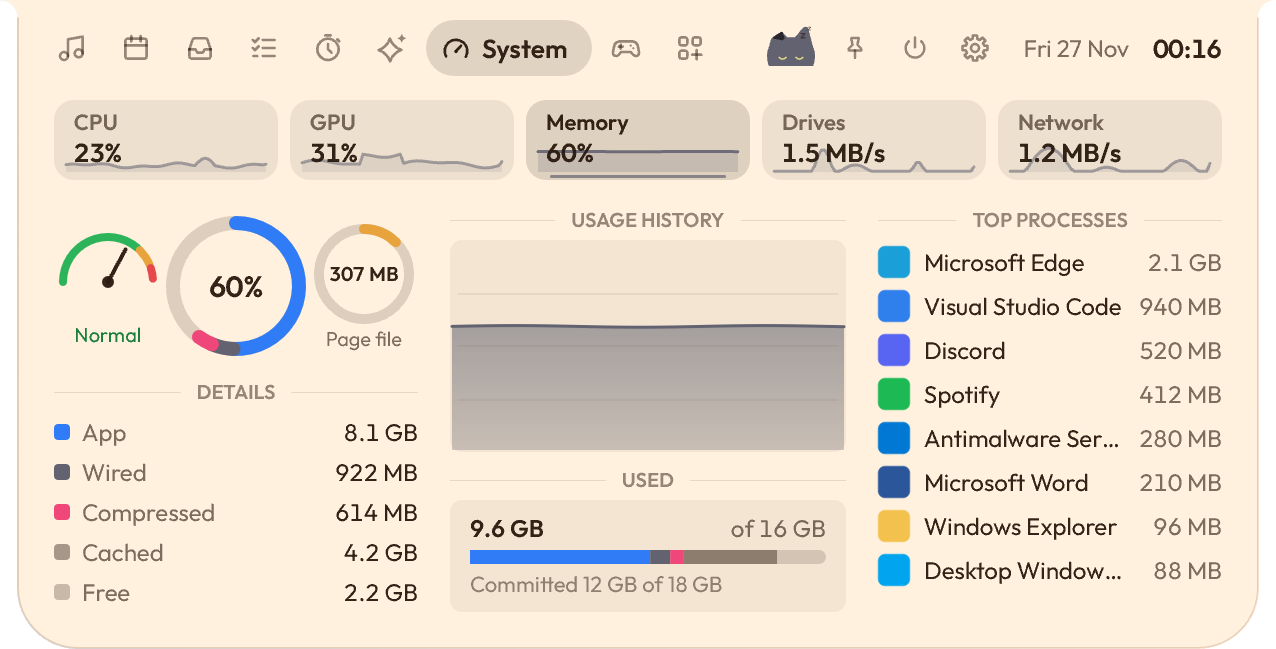 System
Fri 27 Nov
00:16
CPU
23%
GPU
31%
Memory
60%
Drives
1.5 MB/s
Network
1.2 MB/s
60%
307 MB
Normal
Page file
DETAILS
App 8.1 GB
Wired 922 MB
Compressed 614 MB
Cached 4.2 GB
Free 2.2 GB
USAGE HISTORY
USED
9.6 GB of 16 GB
Committed 12 GB of 18 GB
TOP PROCESSES
Microsoft Edge 2.1 GB
Visual Studio Code 940 MB
Discord 520 MB
Spotify 412 MB
Antimalware Ser... 280 MB
Microsoft Word 210 MB
Windows Explorer 96 MB
Desktop Window... 88 MB